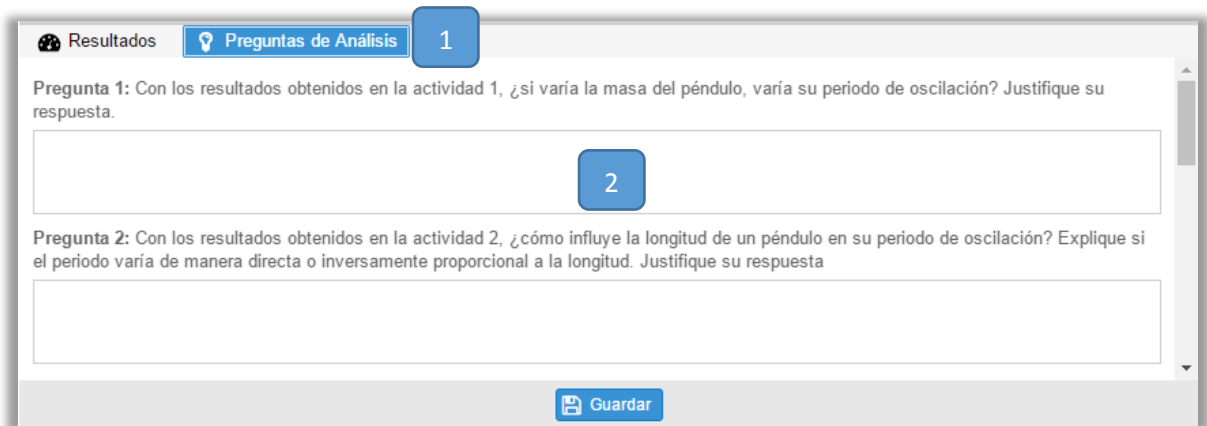 Resultados Preguntas de Análisis 1
Pregunta 1: Con los resultados obtenidos en la actividad 1, ¿si varía la masa del péndulo, varía su periodo de oscilación? Justifique su
respuesta.
2
Pregunta 2: Con los resultados obtenidos en la actividad 2, ¿cómo influye la longitud de un péndulo en su periodo de oscilación? Explique si
el periodo varía de manera directa o inversamente proporcional a la longitud. Justifique su respuesta
Guardar